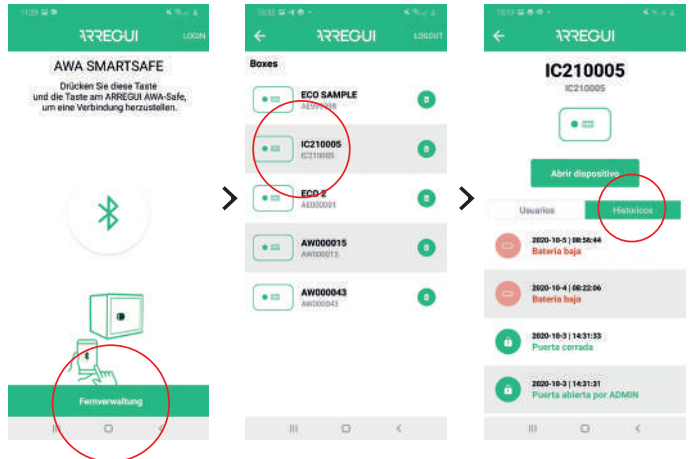 ARREGUI
LOGIN
AWA SMARTSAFE
Drücken Sie diese Taste
und die Taste am ARREGUI AWA-Safe,
um eine Verbindung herzustellen.
Fernverwaltung
ARREGUI
LOGOUT
Boxes
ECO SAMPLE
IC210005
IC210005
ECO 2
AE000001
AW000015
AW000015
AW000043
AW000043
ARREGUI
IC210005
IC210005
Abrir dispositivo
Usuarios
Historicos
2020-10-5 | 08:56:44
Bateria baja
2020-10-4 | 08:22:06
Bateria baja
2020-10-3 | 14:31:33
Puerta cerrada
2020-10-3 | 14:31:31
Puerta abierta por ADMIN